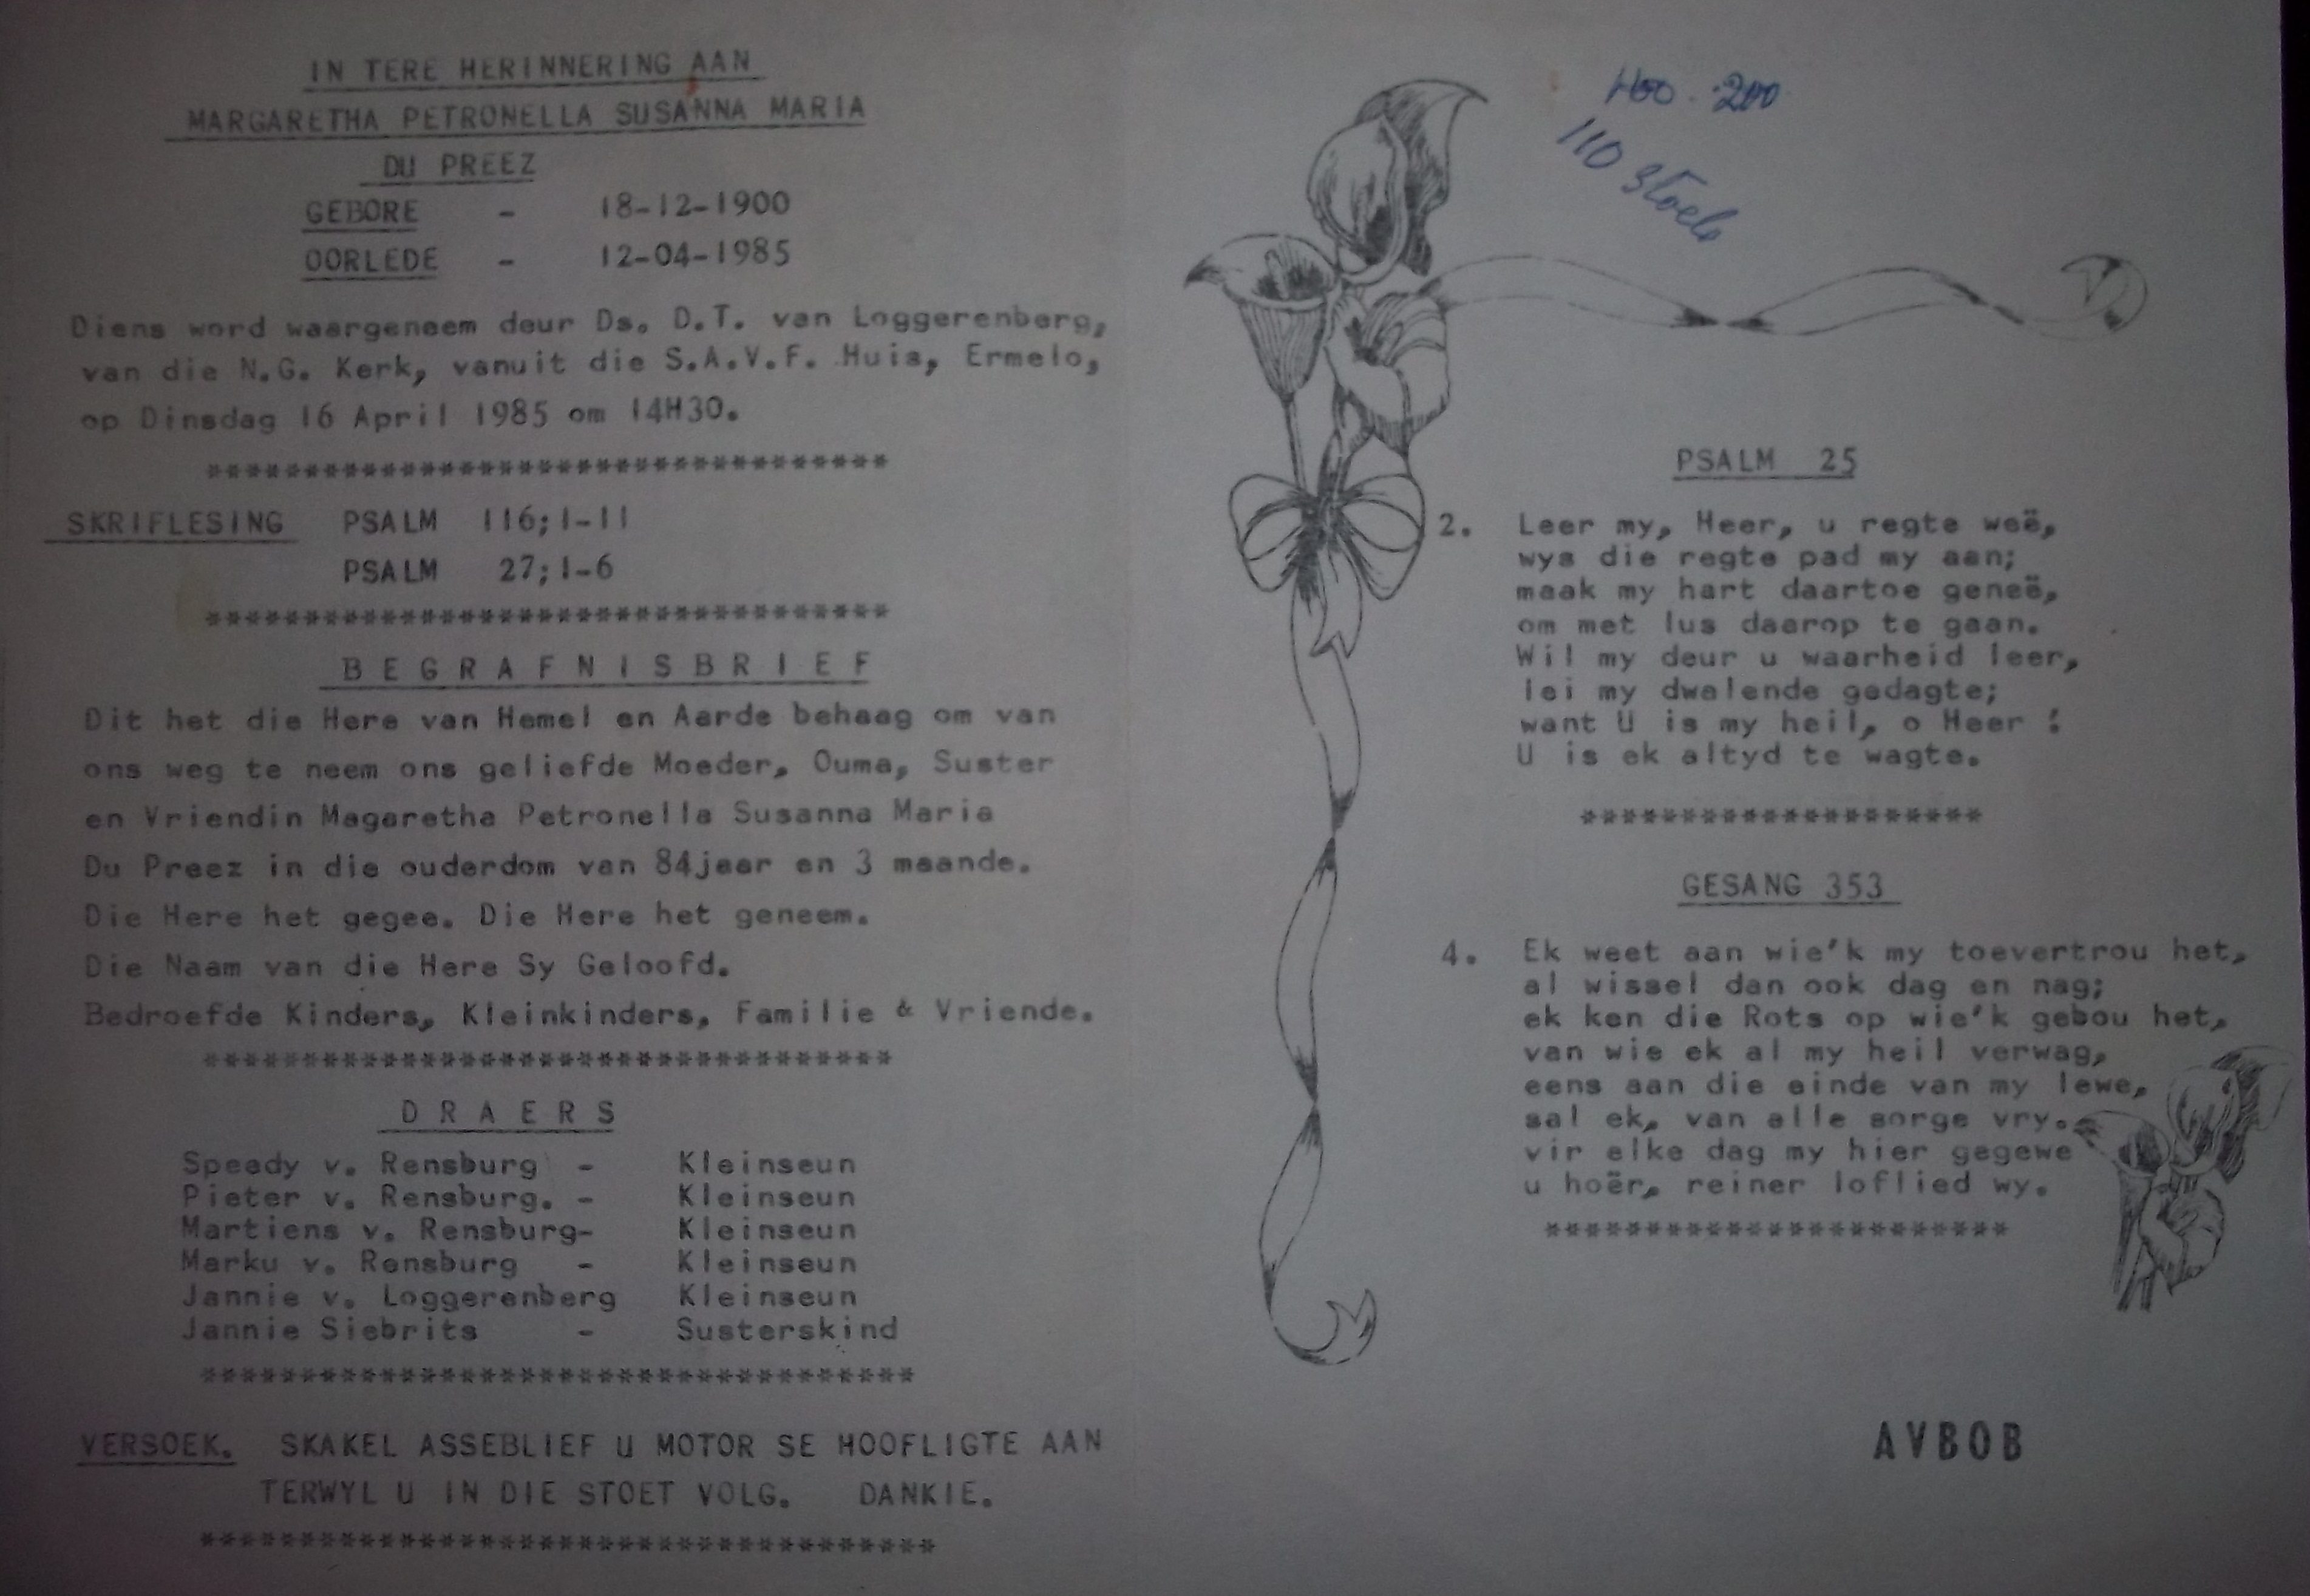 IN TERE HERINNERING AAN
MARGARETHA PETRONELLA SUSANNA MARIA
DU PREEZ
GEBORE - 18-12-1900
OORLEDE - 12-04-1985
Diens word waargeneem deur Ds. D.T. van Loggerenberg,
van die N.G. Kerk, vanuit die S.A.V.F. Huis, Ermelo,
op Dinsdag 16 April 1985 om 14H30.
***********************************
SKRIFLESING PSALM 116;1-11
PSALM 27;1-6
***********************************
B E G R A F N I S B R I E F
Dit het die Here van Hemel en Aarde behaag om van
ons weg te neem ons geliefde Moeder, Ouma, Suster
en Vriendin Magaretha Petronella Susanna Maria
Du Preez in die ouderdom van 84jaar en 3 maande.
Die Here het gegee. Die Here het geneem.
Die Naam van die Here Sy Geloofd.
Bedroefde Kinders, Kleinkinders, Familie & Vriende.
***********************************
D R A E R S
Speedy v. Rensburg - Kleinseun
Pieter v. Rensburg. - Kleinseun
Martiens v. Rensburg- Kleinseun
Marku v. Rensburg - Kleinseun
Jannie v. Loggerenberg Kleinseun
Jannie Siebrits - Susterskind
************************************
VERSOEK. SKAKEL ASSEBLIEF U MOTOR SE HOOFLIGTE AAN
TERWYL U IN DIE STOET VOLG. DANKIE.
*************************************
200
110 Stoele
PSALM 25
2. Leer my, Heer, u regte weë,
wys die regte pad my aan;
maak my hart daartoe geneë,
om met lus daarop te gaan.
Wil my deur u waarheid leer,
lei my dwalende gedagte;
want U is my heil, o Heer !
U is ek altyd te wagte.
********************
GESANG 353
4. Ek weet aan wie'k my toevertrou het,
al wissel dan ook dag en nag;
ek ken die Rots op wie'k gebou het,
van wie ek al my heil verwag,
eens aan die einde van my lewe,
sal ek, van alle sorge vry.
vir elke dag my hier gegewe
u hoër, reiner loflied wy.
***********************
AVBOB